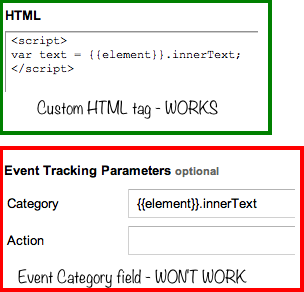 HTML
<script>
var text = {{element}}.innerText;
</script>
Custom HTML tag - WORKS
Event Tracking Parameters optional
Category {{element}}.innerText
Action
Event Category field - WON'T WORK